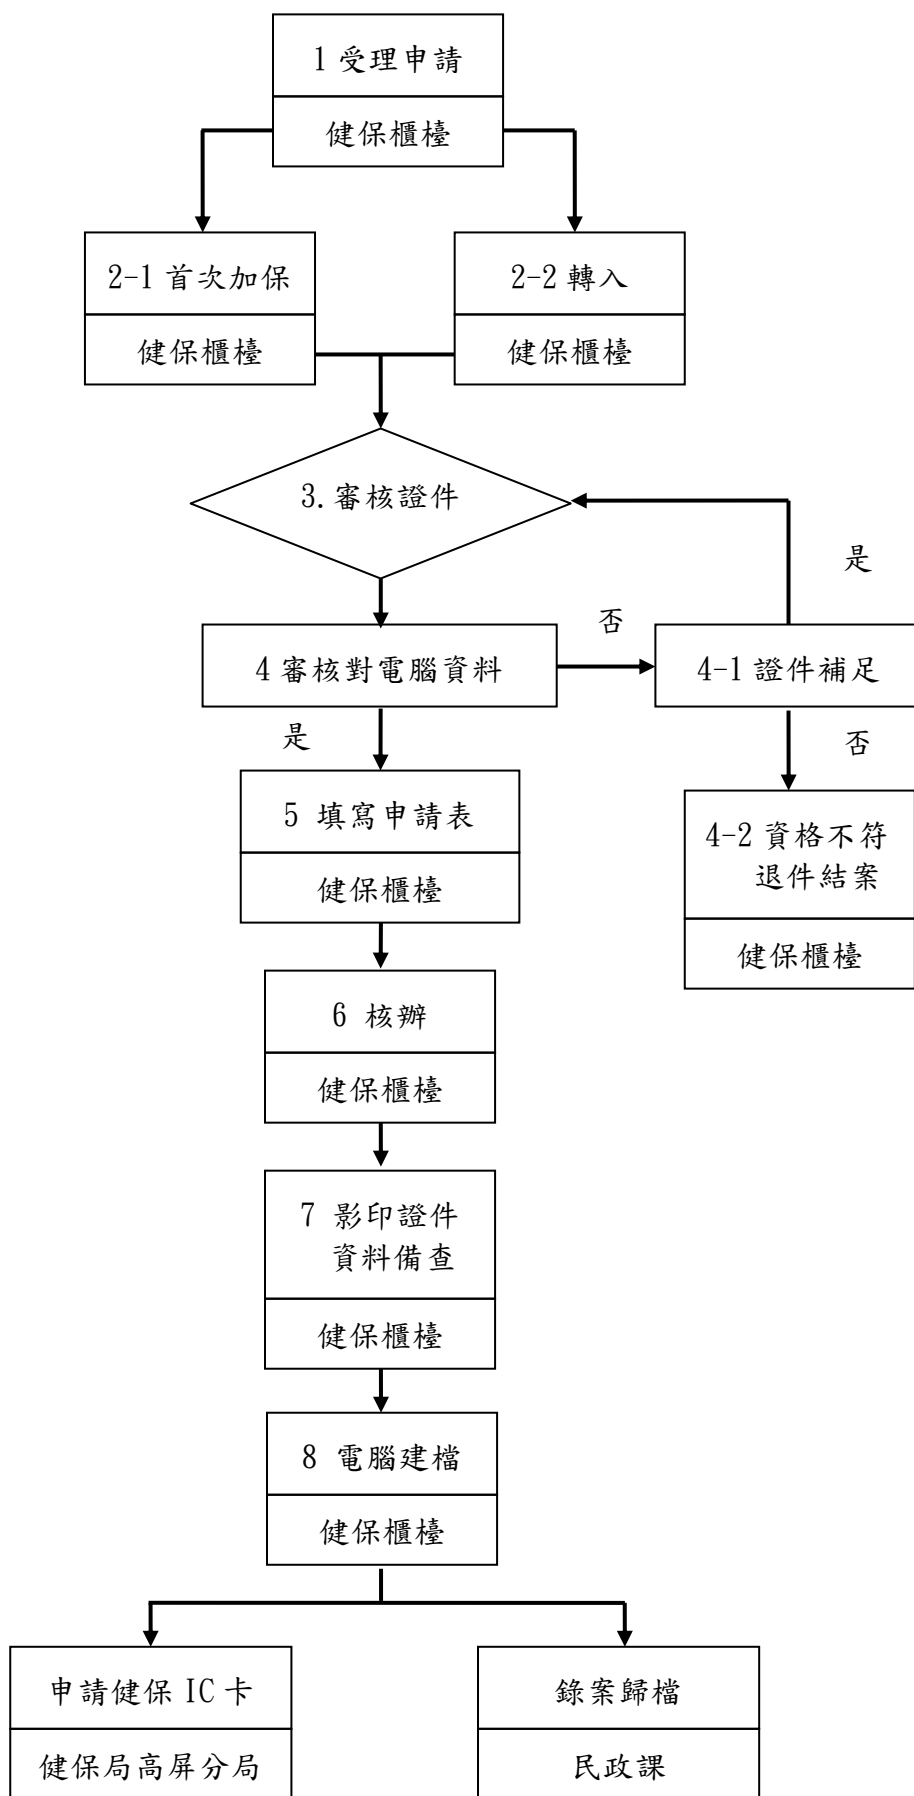 1 受理申請
健保櫃檯
2-1 首次加保
健保櫃檯
2-2 轉入
健保櫃檯
3.審核證件
是
否
4 審核對電腦資料
4-1 證件補足
是
否
5 填寫申請表
健保櫃檯
4-2 資格不符
退件結案
健保櫃檯
6 核辦
健保櫃檯
7 影印證件
資料備查
健保櫃檯
8 電腦建檔
健保櫃檯
申請健保 IC 卡
健保局高屏分局
錄案歸檔
民政課